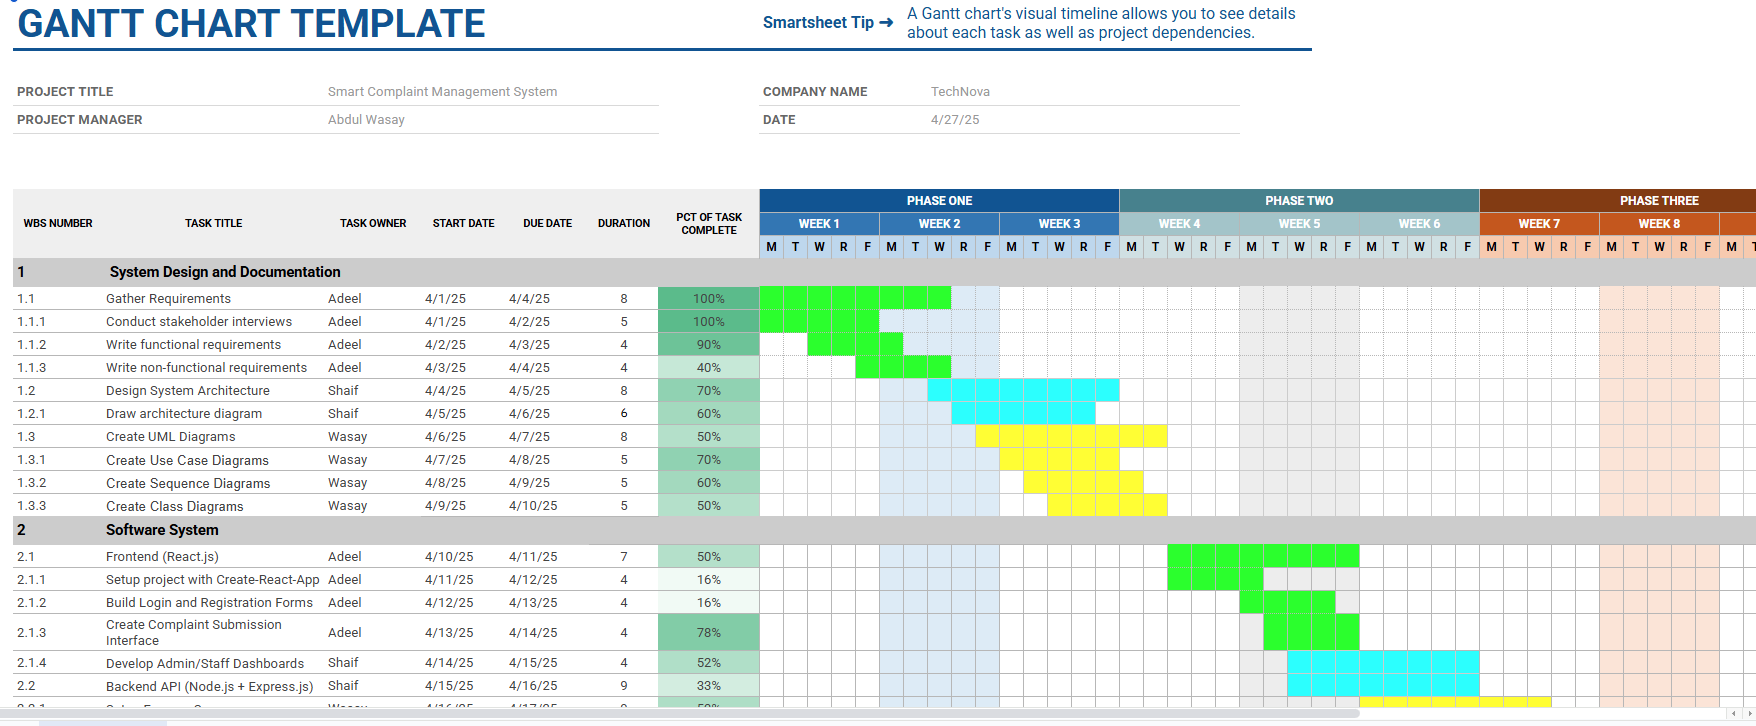 GANTT CHART TEMPLATE
Smartsheet Tip ➜
A Gantt chart's visual timeline allows you to see details
about each task as well as project dependencies.
PROJECT TITLE Smart Complaint Management System COMPANY NAME TechNova
PROJECT MANAGER Abdul Wasay DATE 4/27/25
PHASE ONE PHASE TWO PHASE THREE
WBS NUMBER TASK TITLE TASK OWNER START DATE DUE DATE DURATION PCT OF TASK COMPLETE
WEEK 1 WEEK 2 WEEK 3 WEEK 4 WEEK 5 WEEK 6 WEEK 7 WEEK 8
M T W R F M T W R F M T W R F M T W R F M T W R F M T W R F M T W R F M T W R F M
1 System Design and Documentation
1.1 Gather Requirements Adeel 4/1/25 4/4/25 8 100%
1.1.1 Conduct stakeholder interviews Adeel 4/1/25 4/2/25 5 100%
1.1.2 Write functional requirements Adeel 4/2/25 4/3/25 4 90%
1.1.3 Write non-functional requirements Adeel 4/3/25 4/4/25 4 40%
1.2 Design System Architecture Shaif 4/4/25 4/5/25 8 70%
1.2.1 Draw architecture diagram Shaif 4/5/25 4/6/25 6 60%
1.3 Create UML Diagrams Wasay 4/6/25 4/7/25 8 50%
1.3.1 Create Use Case Diagrams Wasay 4/7/25 4/8/25 5 70%
1.3.2 Create Sequence Diagrams Wasay 4/8/25 4/9/25 5 60%
1.3.3 Create Class Diagrams Wasay 4/9/25 4/10/25 5 50%
2 Software System
2.1 Frontend (React.js) Adeel 4/10/25 4/11/25 7 50%
2.1.1 Setup project with Create-React-App Adeel 4/11/25 4/12/25 4 16%
2.1.2 Build Login and Registration Forms Adeel 4/12/25 4/13/25 4 16%
2.1.3 Create Complaint Submission Interface Adeel 4/13/25 4/14/25 4 78%
2.1.4 Develop Admin/Staff Dashboards Shaif 4/14/25 4/15/25 4 52%
2.2 Backend API (Node.js + Express.js) Shaif 4/15/25 4/16/25 9 33%